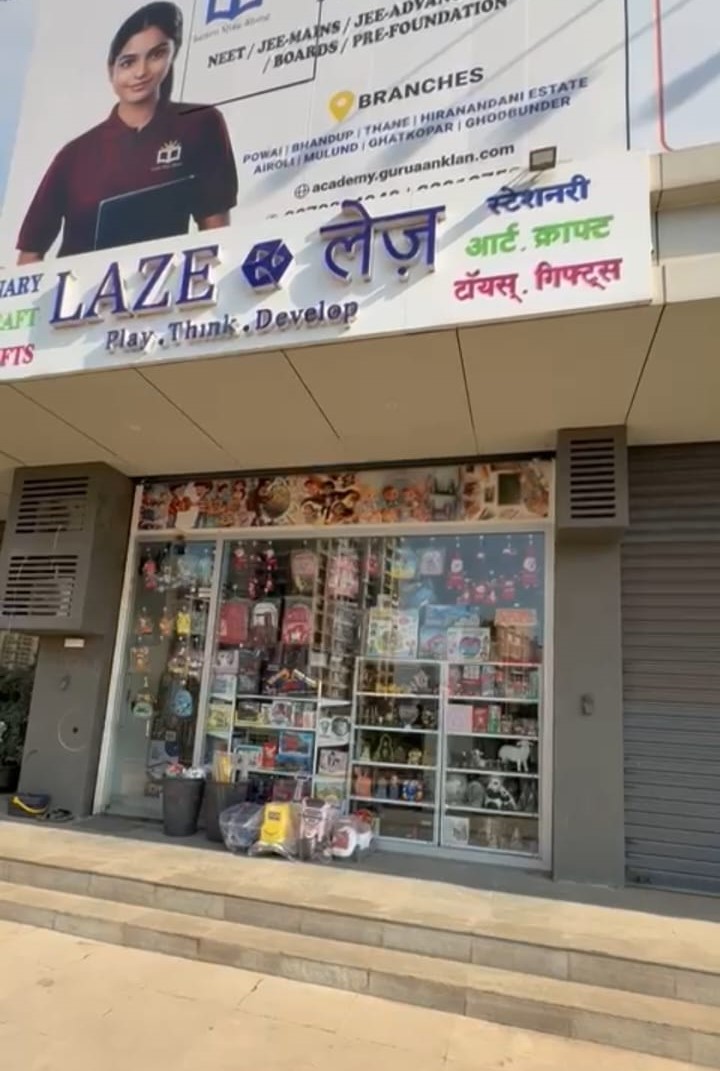 NEET / JEE-MAINS / JEE-ADVAN
/ BOARDS / PRE-FOUNDATION
BRANCHES
POWAI | BHANDUP | THANE | HIRANANDANI ESTATE
AIROLI | MULUND | GHATKOPAR | GHODBUNDER
academy.guruaanklan.com
LAZE लेज़
Play.Think.Develop
स्टेशनरी
आर्ट. क्राफ्ट
टॉयस्. गिफ्ट्स
NARY
AFT
FTS